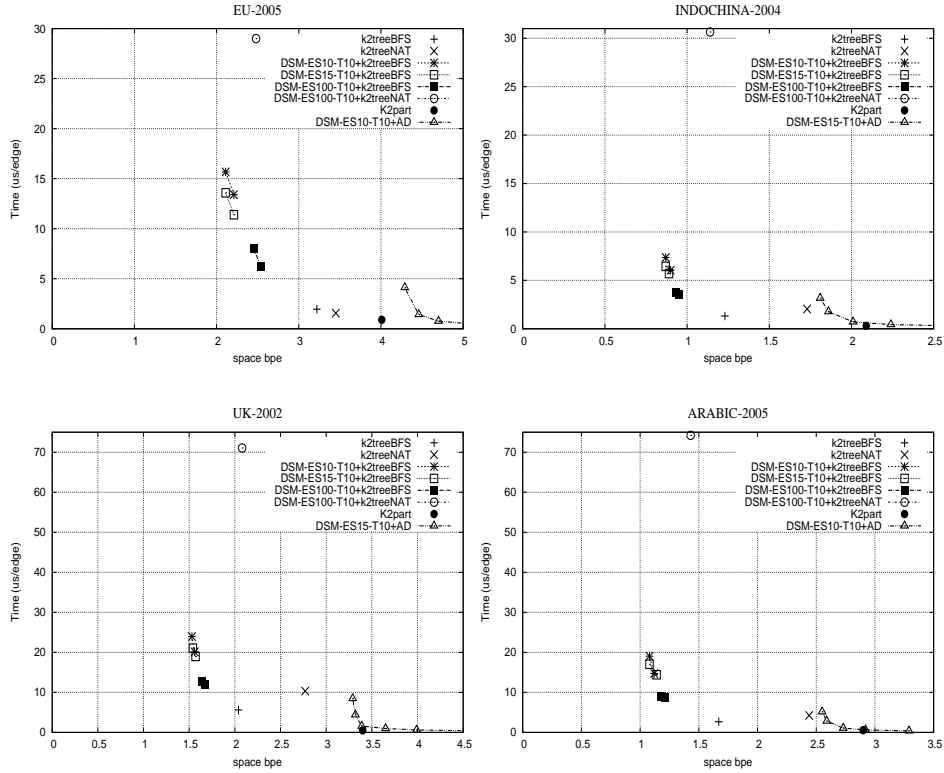 EU-2005
Time (us/edge)
30
25
20
15
10
5
0
0
1
2
3
4
5
space bpe
k2treeBFS
k2treeNAT
DSM-ES10-T10+k2treeBFS
DSM-ES15-T10+k2treeBFS
DSM-ES100-T10+k2treeBFS
DSM-ES100-T10+k2treeNAT
K2part
DSM-ES10-T10+AD
INDOCHINA-2004
Time (us/edge)
30
25
20
15
10
5
0
0
0.5
1
1.5
2
2.5
space bpe
k2treeBFS
k2treeNAT
DSM-ES10-T10+k2treeBFS
DSM-ES15-T10+k2treeBFS
DSM-ES100-T10+k2treeBFS
DSM-ES100-T10+k2treeNAT
K2part
DSM-ES15-T10+AD
UK-2002
Time (us/edge)
70
60
50
40
30
20
10
0
0
0.5
1
1.5
2
2.5
3
3.5
4
4.5
space bpe
k2treeBFS
k2treeNAT
DSM-ES10-T10+k2treeBFS
DSM-ES15-T10+k2treeBFS
DSM-ES100-T10+k2treeBFS
DSM-ES100-T10+k2treeNAT
K2part
DSM-ES15-T10+AD
ARABIC-2005
Time (us/edge)
70
60
50
40
30
20
10
0
0
0.5
1
1.5
2
2.5
3
3.5
space bpe
k2treeBFS
k2treeNAT
DSM-ES10-T10+k2treeBFS
DSM-ES15-T10+k2treeBFS
DSM-ES100-T10+k2treeBFS
DSM-ES100-T10+k2treeNAT
K2part
DSM-ES10-T10+AD